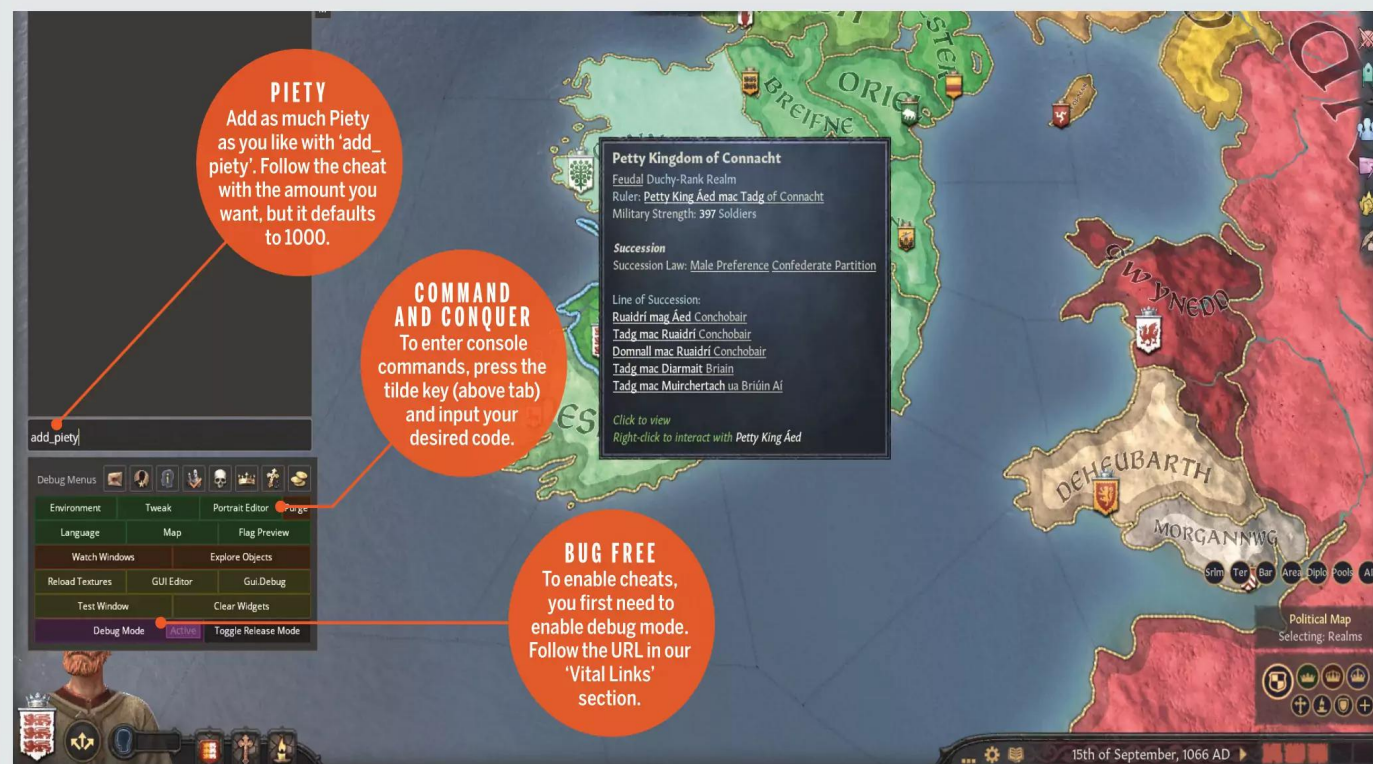 PIETY
Add as much Piety
as you like with ‘add_
piety’. Follow the cheat
with the amount you
want, but it defaults
to 1000.
COMMAND
AND CONQUER
To enter console
commands, press the
tilde key (above tab)
and input your
desired code.
BUG FREE
To enable cheats,
you first need to
enable debug mode.
Follow the URL in our
‘Vital Links’
section.
add_piety
Debug Menus
Environment Tweak Portrait Editor Purge
Language Map Flag Preview
Watch Windows Explore Objects
Reload Textures GUI Editor Gui.Debug
Test Window Clear Widgets
Debug Mode Active Toggle Release Mode
Petty Kingdom of Connacht
Feudal Duchy-Rank Realm
Ruler: Petty King Áed mac Tadg of Connacht
Military Strength: 397 Soldiers
Succession
Succession Law: Male Preference Confederate Partition
Line of Succession:
Ruaidrí mag Áed Conchobair
Tadg mac Ruaidrí Conchobair
Domnall mac Ruaidrí Conchobair
Tadg mac Diarmait Briain
Tadg mac Muirchertach ua Briúin Aí
Click to view
Right-click to interact with Petty King Áed
BREIFNE
ORIEL
GWYNEDD
DEHEUBARTH
MORGANNWG
Srlm Ter Bar Area Diplo Pools AI
Political Map
Selecting: Realms
... 15th of September, 1066 AD